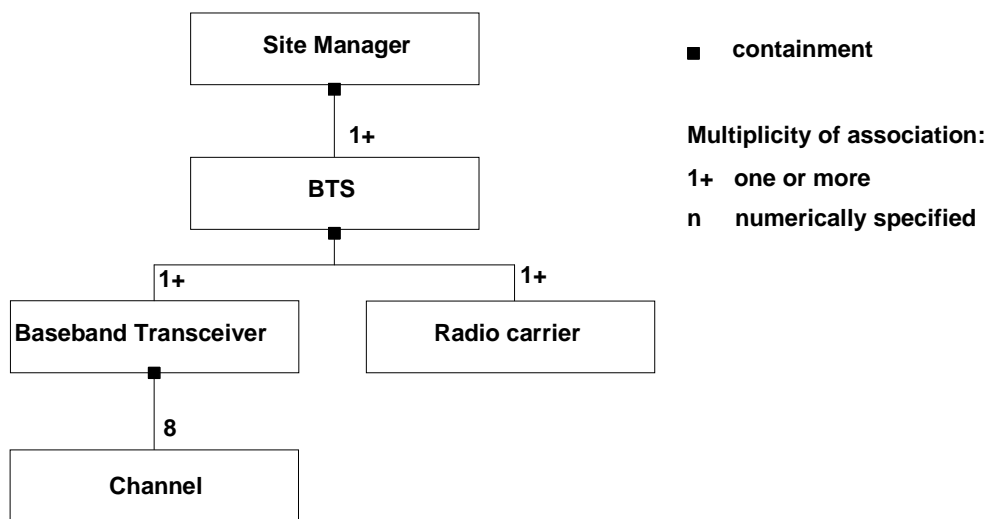 Site Manager
containment
1+
Multiplicity of association:
BTS
1+ one or more
n numerically specified
1+
1+
Baseband Transceiver
Radio carrier
8
Channel